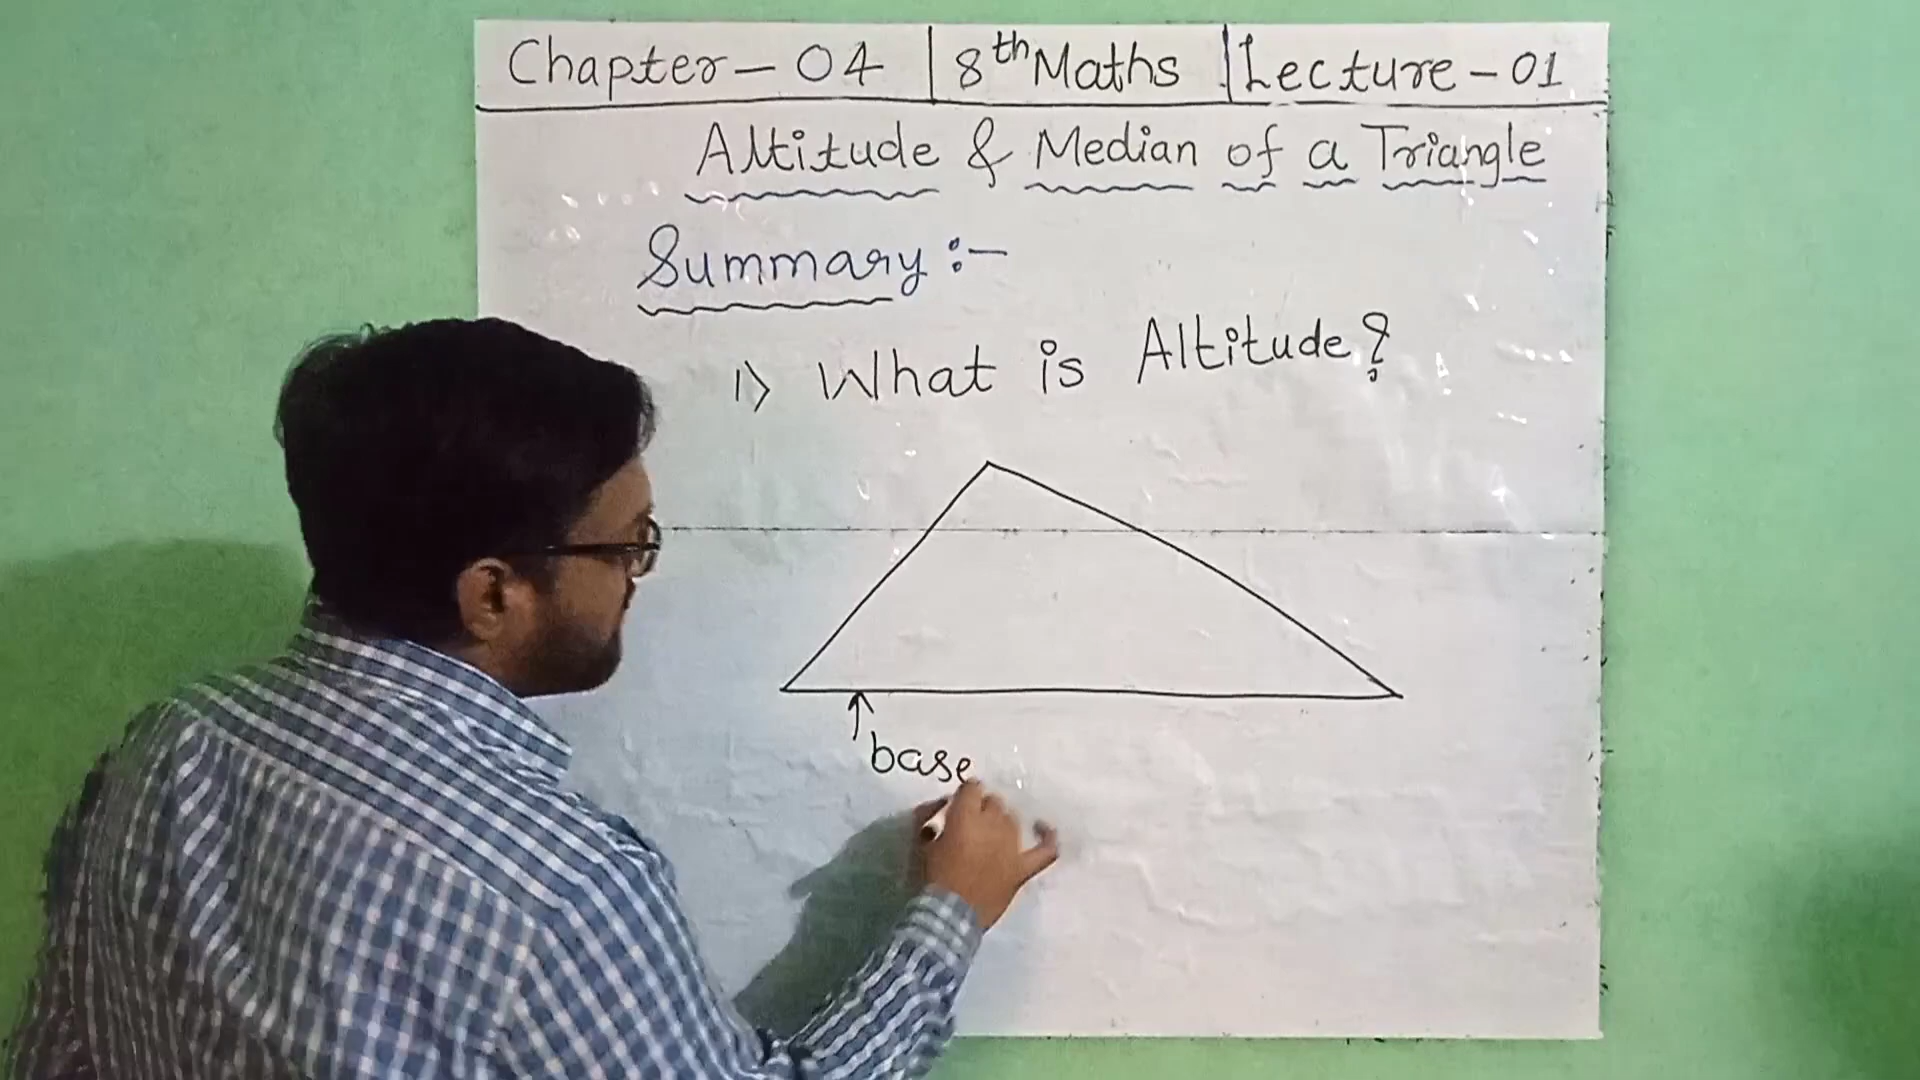 Chapter - 04 | 8th Maths | Lecture - 01
Altitude & Median of a Triangle
Summary :-
1> What is Altitude?
base